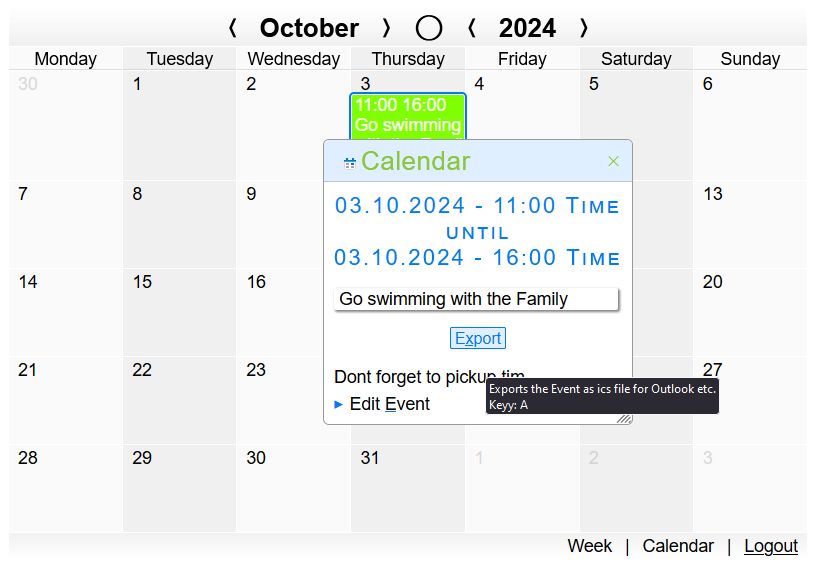 October 2024
Monday Tuesday Wednesday Thursday Friday Saturday Sunday
30 1 2 3 4 5 6
11:00 16:00
Go swimming
Calendar
7 8 9 13
03.10.2024 - 11:00 Time
until
03.10.2024 - 16:00 Time
14 15 16 20
Go swimming with the Family
Export
21 22 23 27
Dont forget to pickup tim
Exports the Event as ics file for Outlook etc.
Keyy: A
Edit Event
28 29 30 31 1 2 3
Week | Calendar | Logout